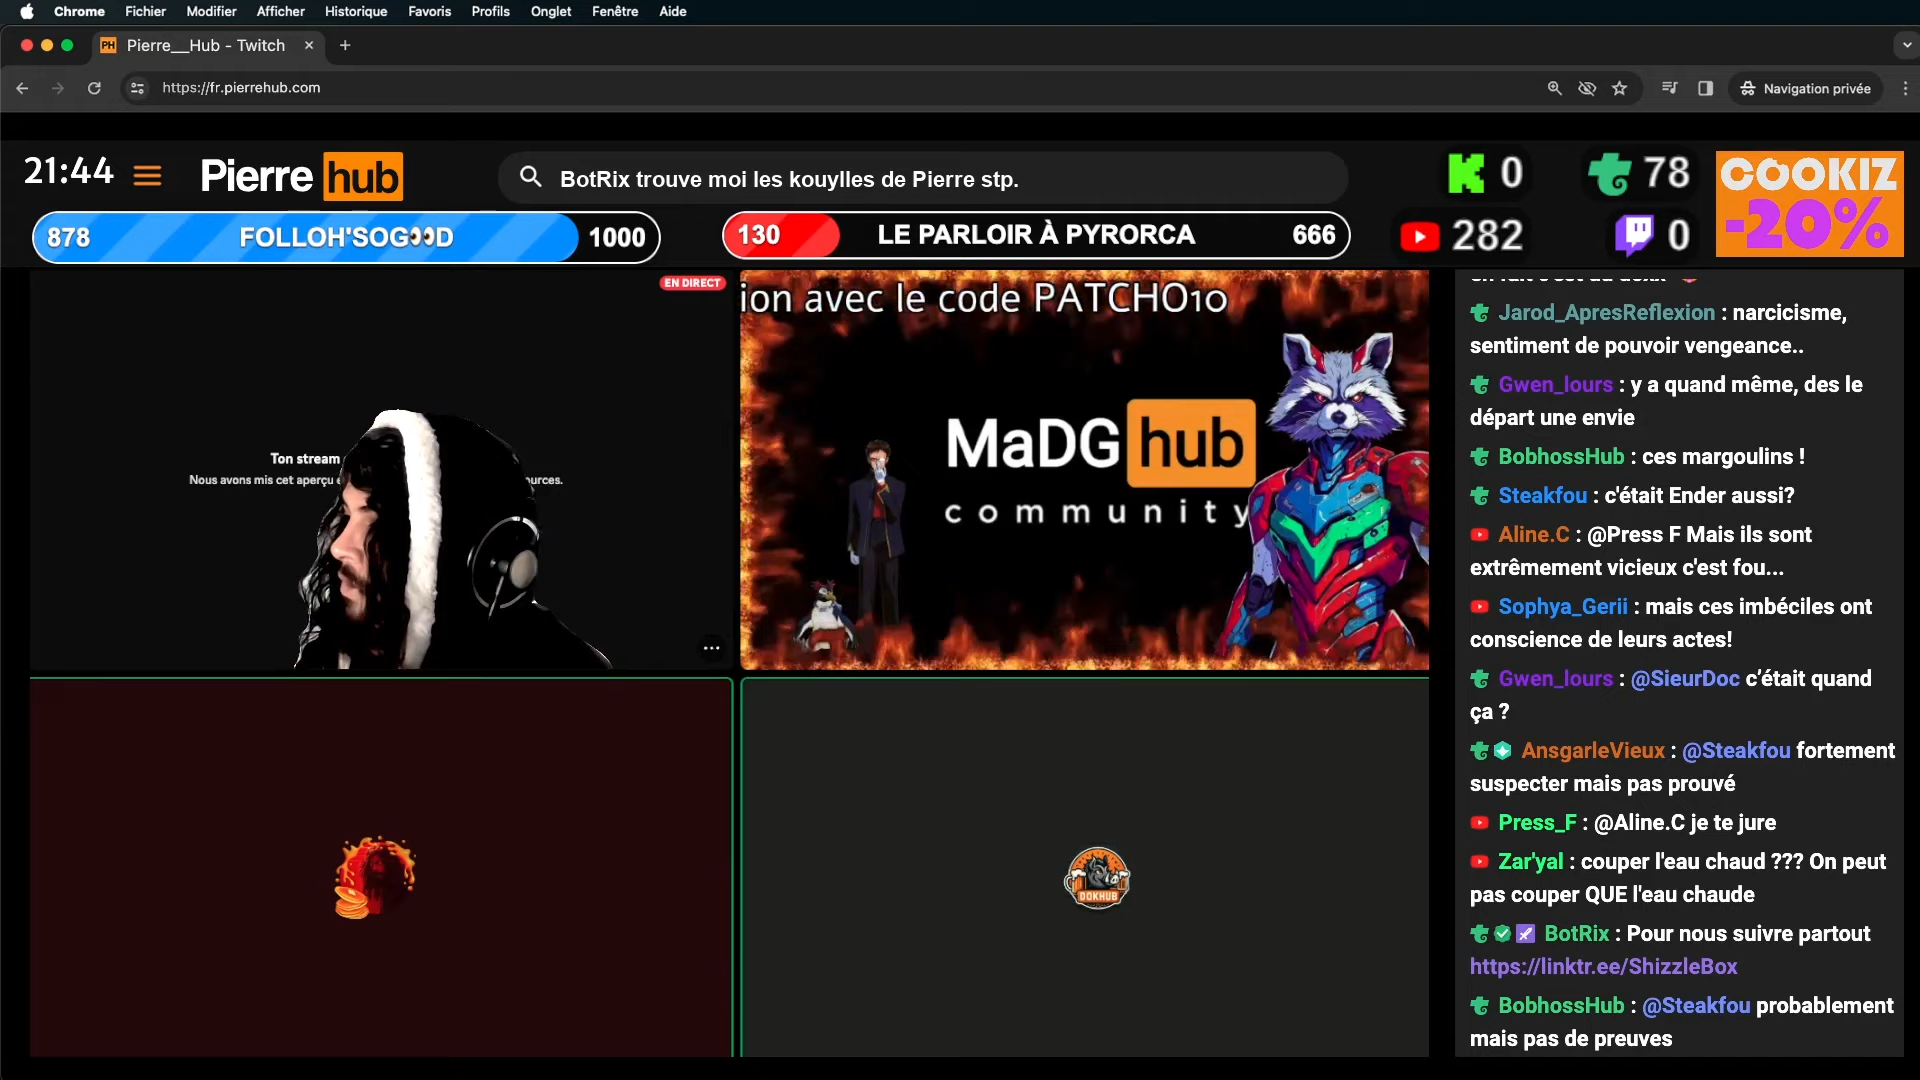 Chrome Fichier Modifier Afficher Historique Favoris Profils Onglet Fenêtre Aide
PH Pierre__Hub - Twitch
https://fr.pierrehub.com
Navigation privée
21:44
Pierre hub
BotRix trouve moi les kouylles de Pierre stp.
0
78
COOKIZ
-20%
878 FOLLOH'SOG👀D 1000
130 LE PARLOIR À PYRORCA 666
282
0
EN DIRECT
Ton stream
Nous avons mis cet aperçu
ources.
ion avec le code PATCHO10
MaDG hub
community
DOKHUB
Jarod_ApresReflexion : narcicisme,
sentiment de pouvoir vengeance..
Gwen_lours : y a quand même, des le
départ une envie
BobhossHub : ces margoulins !
Steakfou : c'était Ender aussi?
Aline.C : @Press F Mais ils sont
extrêmement vicieux c'est fou...
Sophya_Gerii : mais ces imbéciles ont
conscience de leurs actes!
Gwen_lours : @SieurDoc c’était quand
ça ?
AnsgarleVieux : @Steakfou fortement
suspecter mais pas prouvé
Press_F : @Aline.C je te jure
Zar'yal : couper l'eau chaud ??? On peut
pas couper QUE l'eau chaude
BotRix : Pour nous suivre partout
https://linktr.ee/ShizzleBox
BobhossHub : @Steakfou probablement
mais pas de preuves